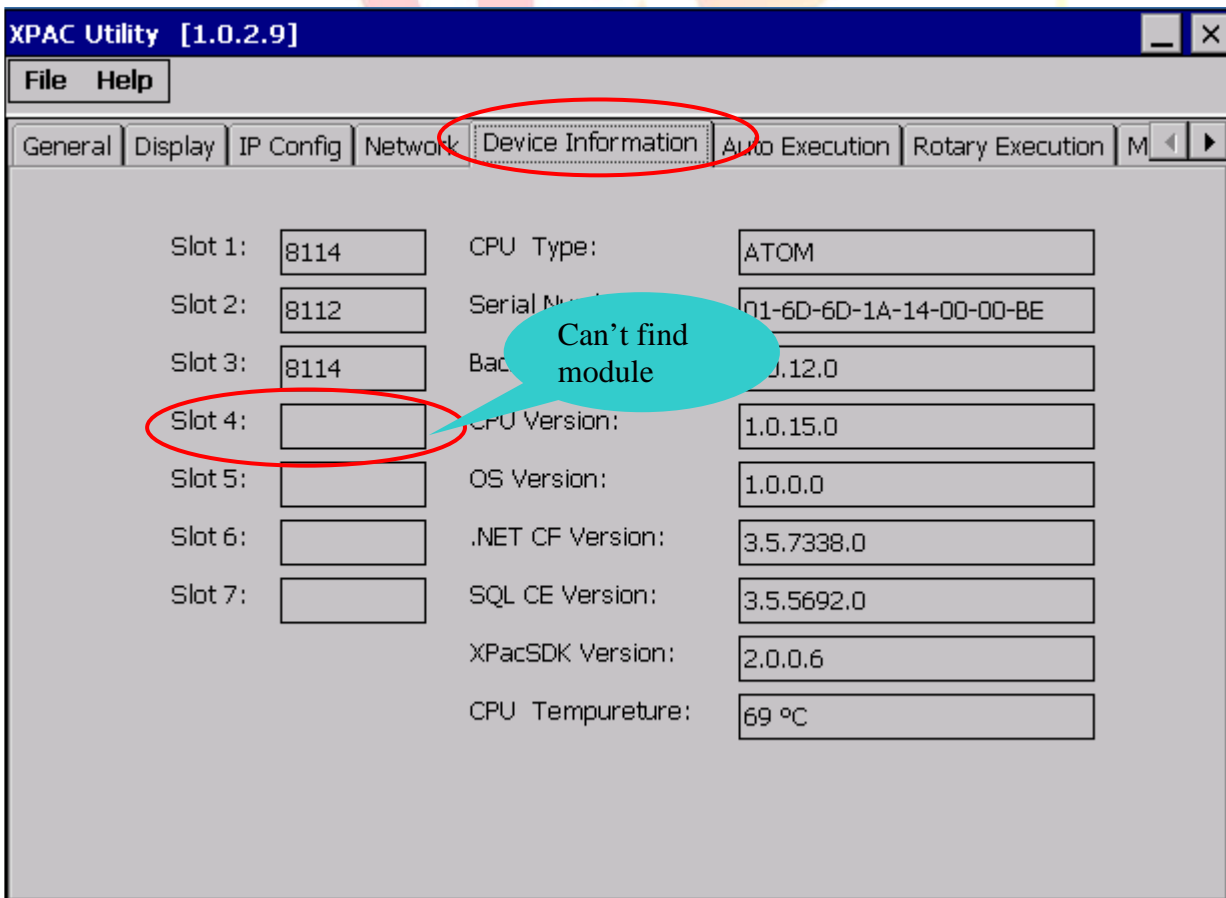 XPAC Utility [1.0.2.9]
File Help
General Display IP Config Network Device Information Auto Execution Rotary Execution M
Slot 1: 8114 CPU Type: ATOM
Slot 2: 8112 Serial 01-6D-6D-1A-14-00-00-BE
Can't find
module
Slot 3: 8114 .12.0
Slot 4: CPU Version: 1.0.15.0
Slot 5: OS Version: 1.0.0.0
Slot 6: .NET CF Version: 3.5.7338.0
Slot 7: SQL CE Version: 3.5.5692.0
XPacSDK Version: 2.0.0.6
CPU Tempureture: 69 ºC